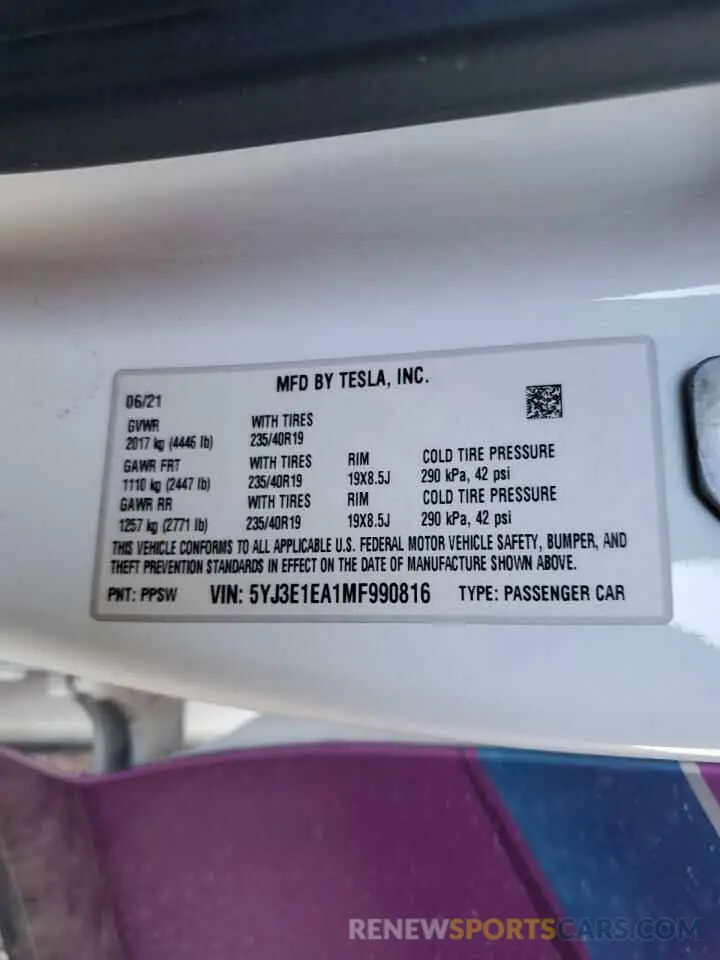 MFD BY TESLA, INC.
06/21
GVWR WITH TIRES
2017 kg (4446 lb) 235/40R19
GAWR FRT WITH TIRES RIM COLD TIRE PRESSURE
1110 kg (2447 lb) 235/40R19 19X8.5J 290 kPa, 42 psi
GAWR RR WITH TIRES RIM COLD TIRE PRESSURE
1257 kg (2771 lb) 235/40R19 19X8.5J 290 kPa, 42 psi
THIS VEHICLE CONFORMS TO ALL APPLICABLE U.S. FEDERAL MOTOR VEHICLE SAFETY, BUMPER, AND
THEFT PREVENTION STANDARDS IN EFFECT ON THE DATE OF MANUFACTURE SHOWN ABOVE.
PNT: PPSW VIN: 5YJ3E1EA1MF990816 TYPE: PASSENGER CAR
RENEWSPORTSCARS.COM